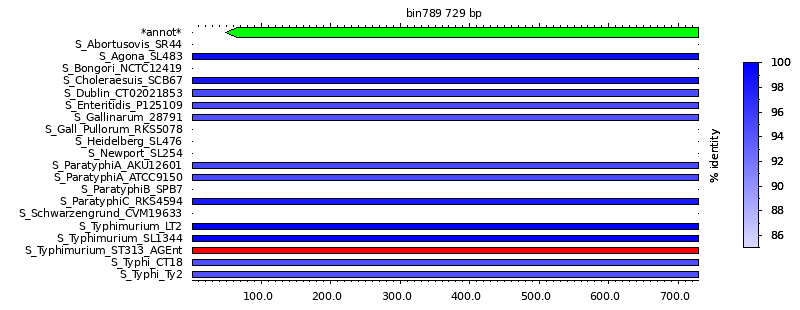 bin789 729 bp
*annot*
S_Abortusovis_SR44
S_Agona_SL483
S_Bongori_NCTC12419
S_Choleraesuis_SCB67
S_Dublin_CT02021853
S_Enteritidis_P125109
S_Gallinarum_28791
S_Gall_Pullorum_RKS5078
S_Heidelberg_SL476
S_Newport_SL254
S_ParatyphiA_AKU12601
S_ParatyphiA_ATCC9150
S_ParatyphiB_SPB7
S_ParatyphiC_RKS4594
S_Schwarzengrund_CVM19633
S_Typhimurium_LT2
S_Typhimurium_SL1344
S_Typhimurium_ST313_AGEnt
S_Typhi_CT18
S_Typhi_Ty2
100.0 200.0 300.0 400.0 500.0 600.0 700.0
% identity
100
98
96
94
92
90
88
86